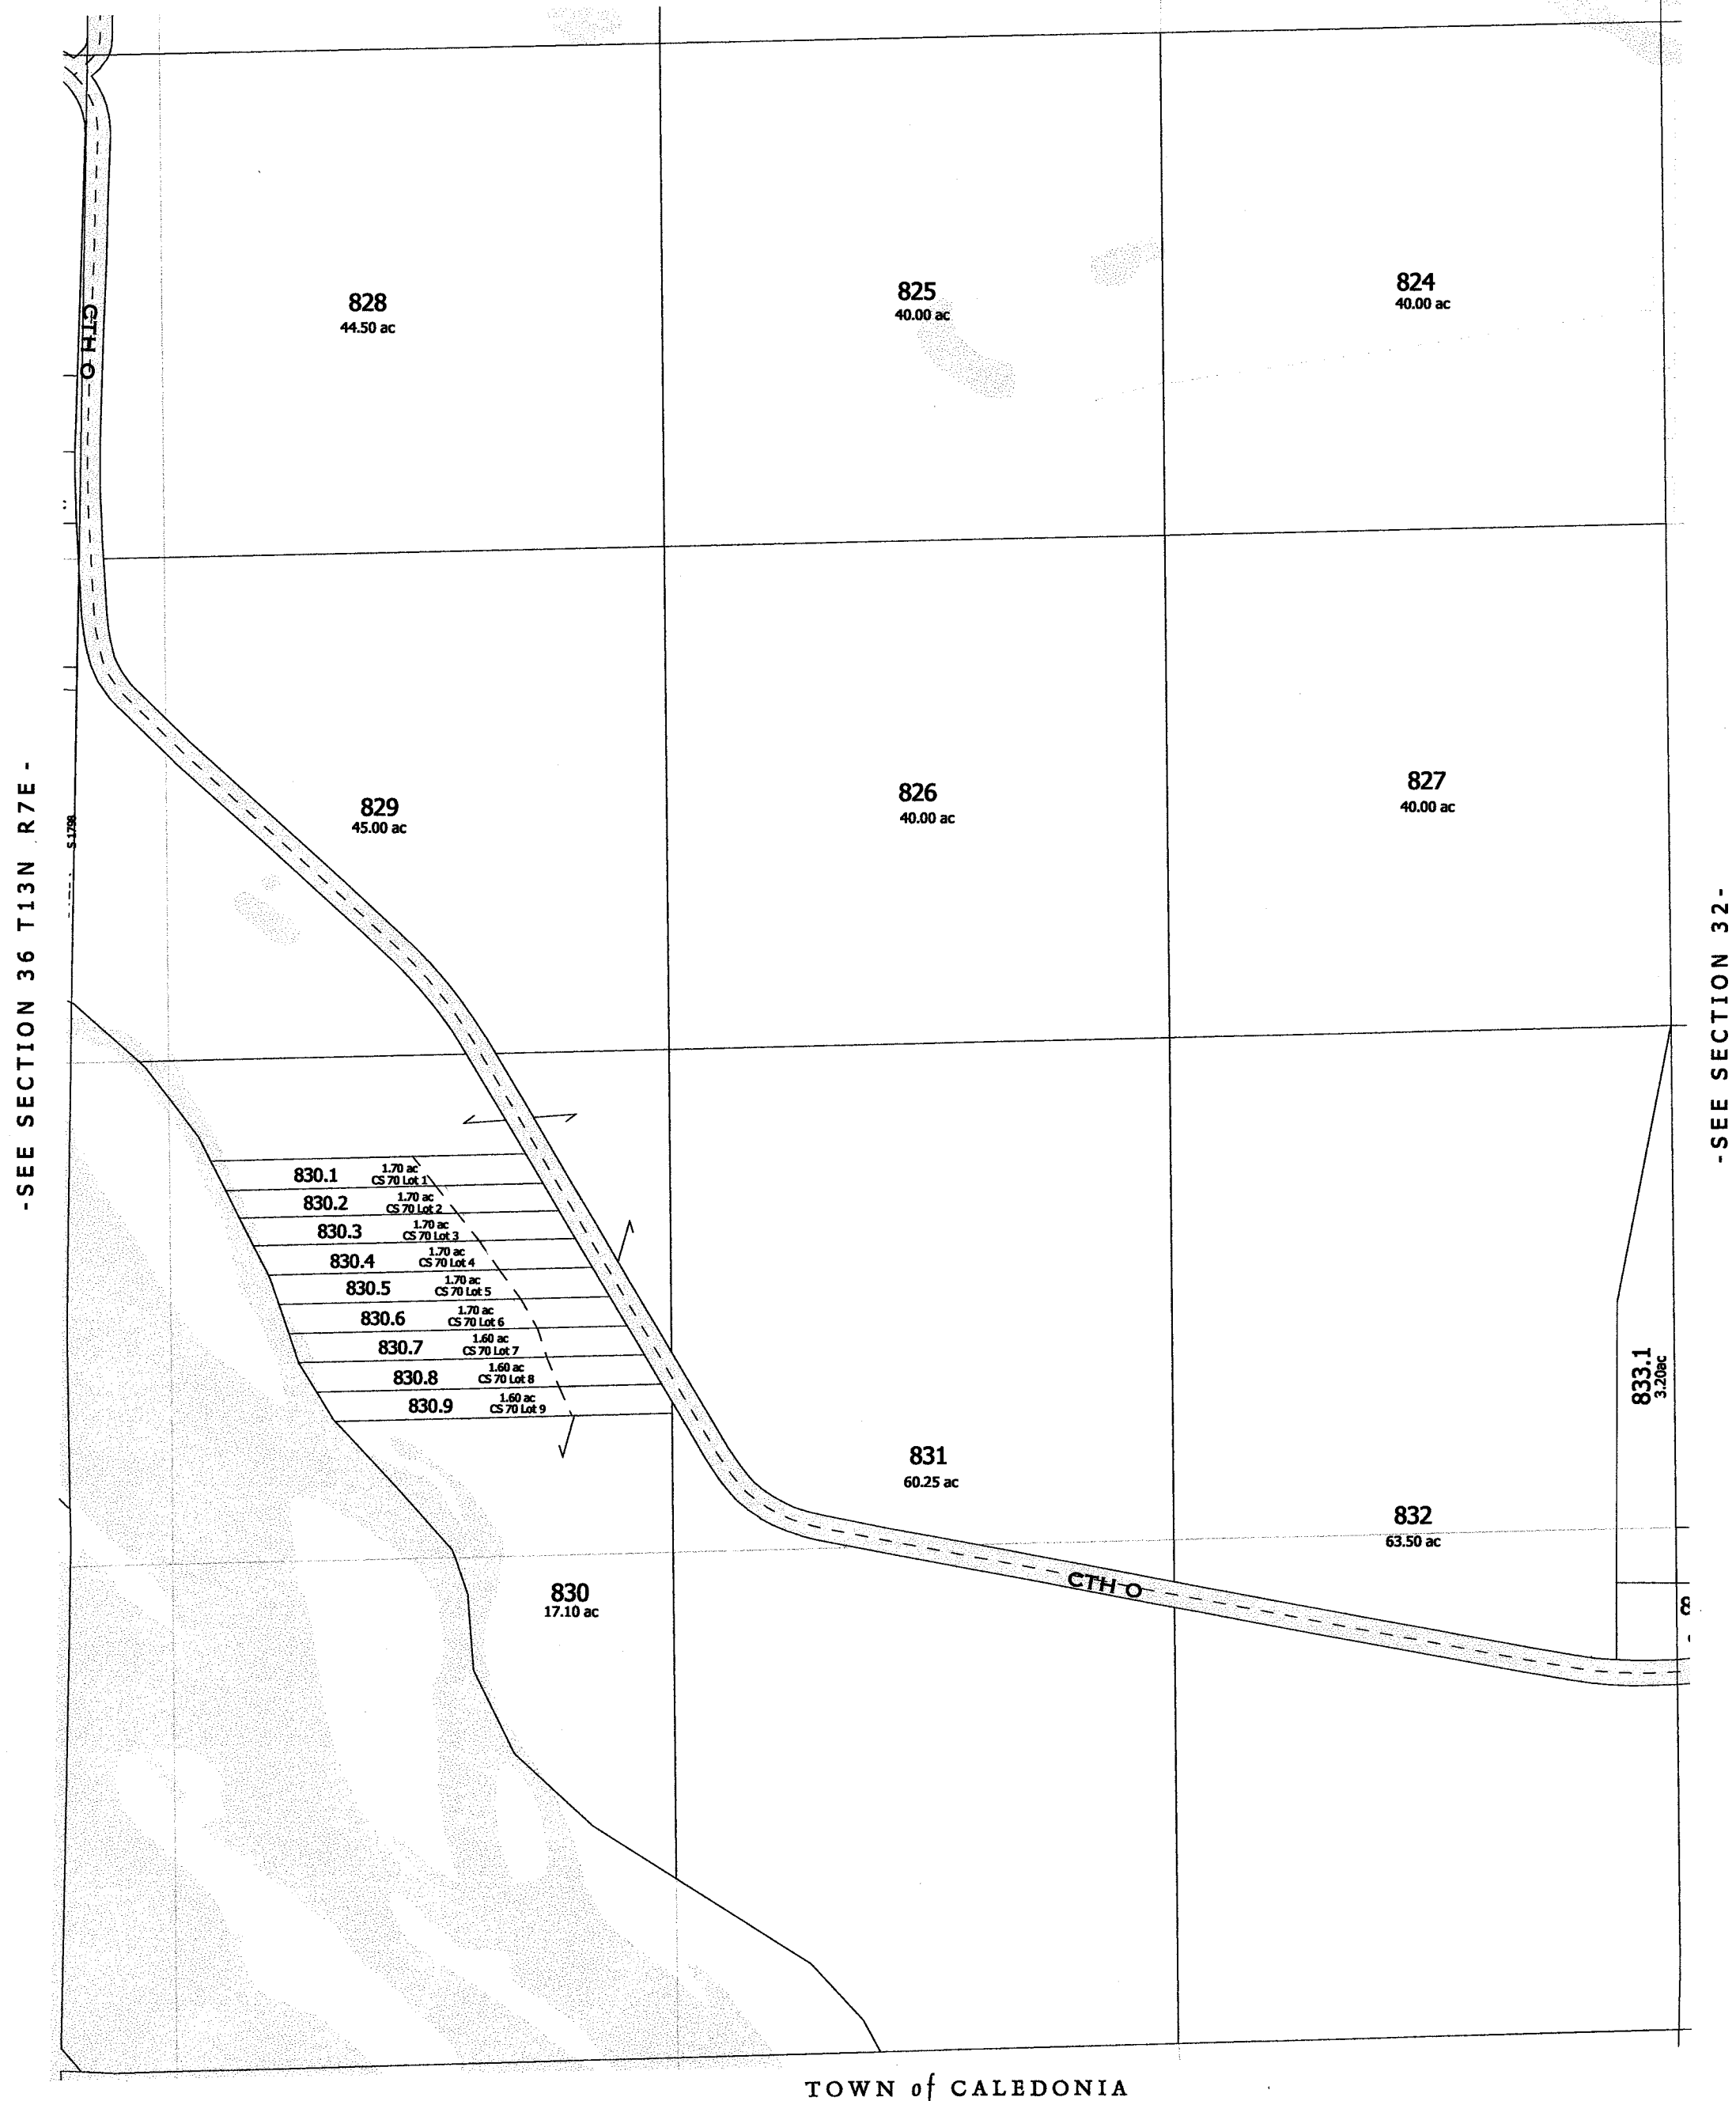 CTH O
828
44.50 ac
825
40.00 ac
824
40.00 ac
829
45.00 ac
826
40.00 ac
827
40.00 ac
S 1798
-SEE SECTION 36 T13N R7E -
-SEE SECTION 32-
830.1
1.70 ac
CS 70 Lot 1
830.2
1.70 ac
CS 70 Lot 2
830.3
1.70 ac
CS 70 Lot 3
830.4
1.70 ac
CS 70 Lot 4
830.5
1.70 ac
CS 70 Lot 5
830.6
1.70 ac
CS 70 Lot 6
830.7
1.60 ac
CS 70 Lot 7
830.8
1.60 ac
CS 70 Lot 8
830.9
1.60 ac
CS 70 Lot 9
833.1
3.20ac
831
60.25 ac
832
63.50 ac
CTH O
830
17.10 ac
8
TOWN of CALEDONIA